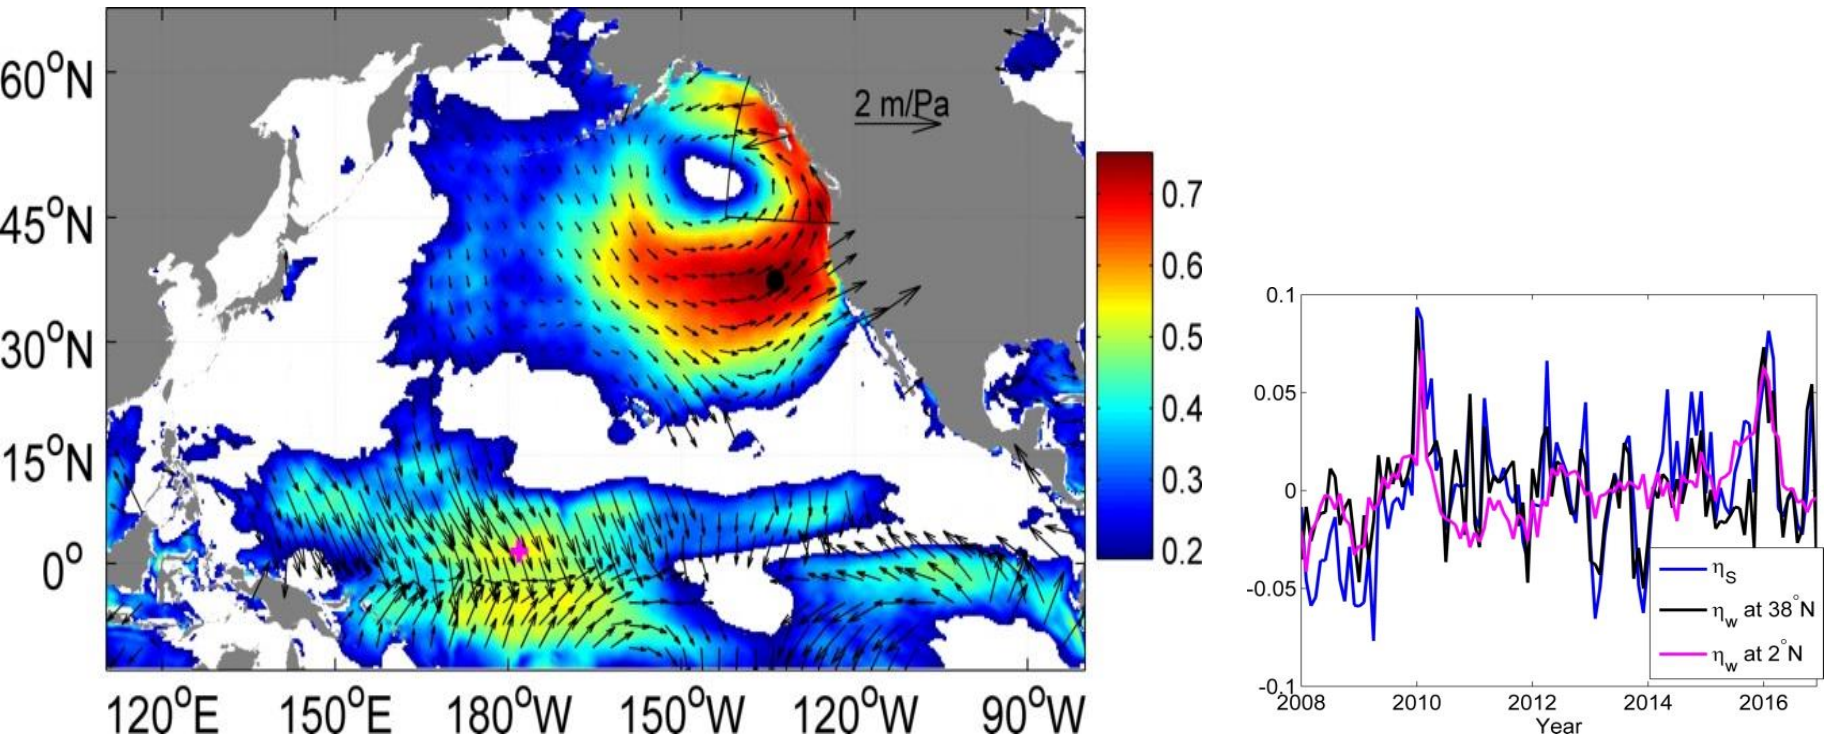 60°N
45°N
30°N
15°N
0°
120°E 150°E 180°W 150°W 120°W 90°W
2 m/Pa
0.7
0.6
0.5
0.4
0.3
0.2
0.1
0.05
0
-0.05
-0.1
2008 2010 2012 2014 2016
Year
ηS
ηw at 38°N
ηw at 2°N